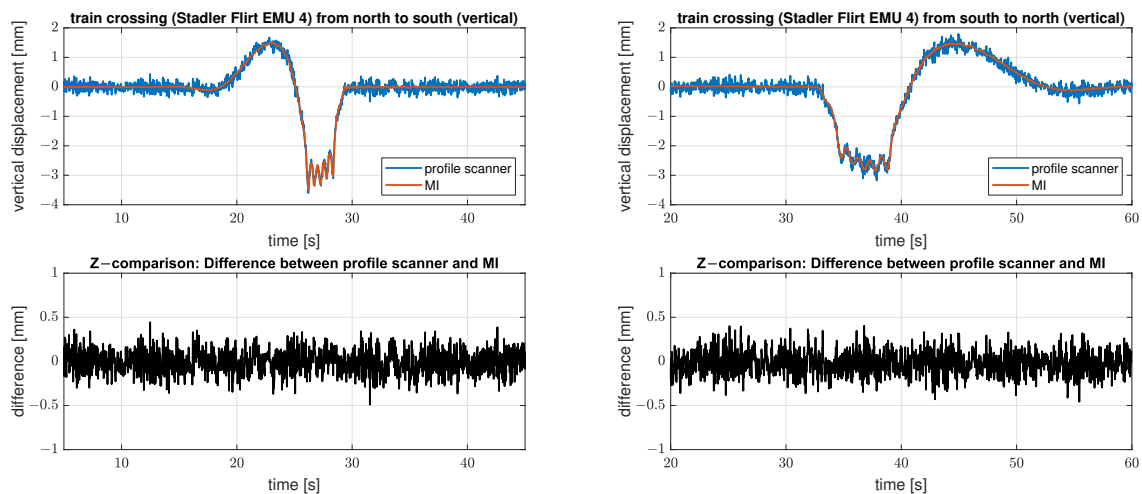 train crossing (Stadler Flirt EMU 4) from north to south (vertical)
vertical displacement [mm]
2
1
0
−1
−2
−3
−4
profile scanner
MI
10
20
30
40
time [s]
Z−comparison: Difference between profile scanner and MI
difference [mm]
1
0.5
0
−0.5
−1
10
20
30
40
time [s]
train crossing (Stadler Flirt EMU 4) from south to north (vertical)
vertical displacement [mm]
2
1
0
−1
−2
−3
−4
profile scanner
MI
20
30
40
50
60
time [s]
Z−comparison: Difference between profile scanner and MI
difference [mm]
1
0.5
0
−0.5
−1
20
30
40
50
60
time [s]